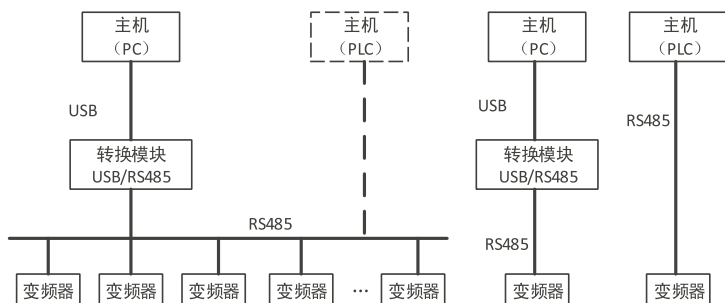 主机
（PC）
主机
（PLC）
主机
（PC）
主机
（PLC）
USB
USB
RS485
转换模块
USB/RS485
转换模块
USB/RS485
RS485
RS485
变频器
变频器
变频器
变频器
...
变频器
变频器
变频器